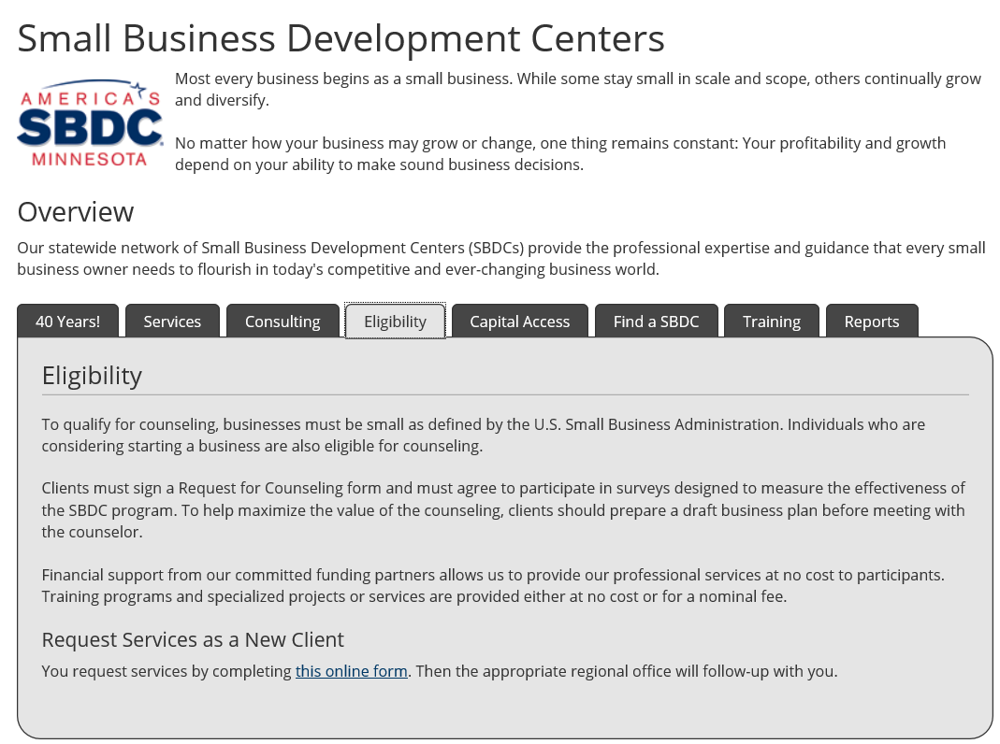 Small Business Development Centers
AMERICA'S
SBDC
MINNESOTA
Most every business begins as a small business. While some stay small in scale and scope, others continually grow
and diversify.
No matter how your business may grow or change, one thing remains constant: Your profitability and growth
depend on your ability to make sound business decisions.
Overview
Our statewide network of Small Business Development Centers (SBDCs) provide the professional expertise and guidance that every small
business owner needs to flourish in today's competitive and ever-changing business world.
40 Years! Services Consulting Eligibility Capital Access Find a SBDC Training Reports
Eligibility
To qualify for counseling, businesses must be small as defined by the U.S. Small Business Administration. Individuals who are
considering starting a business are also eligible for counseling.
Clients must sign a Request for Counseling form and must agree to participate in surveys designed to measure the effectiveness of
the SBDC program. To help maximize the value of the counseling, clients should prepare a draft business plan before meeting with
the counselor.
Financial support from our committed funding partners allows us to provide our professional services at no cost to participants.
Training programs and specialized projects or services are provided either at no cost or for a nominal fee.
Request Services as a New Client
You request services by completing this online form. Then the appropriate regional office will follow-up with you.